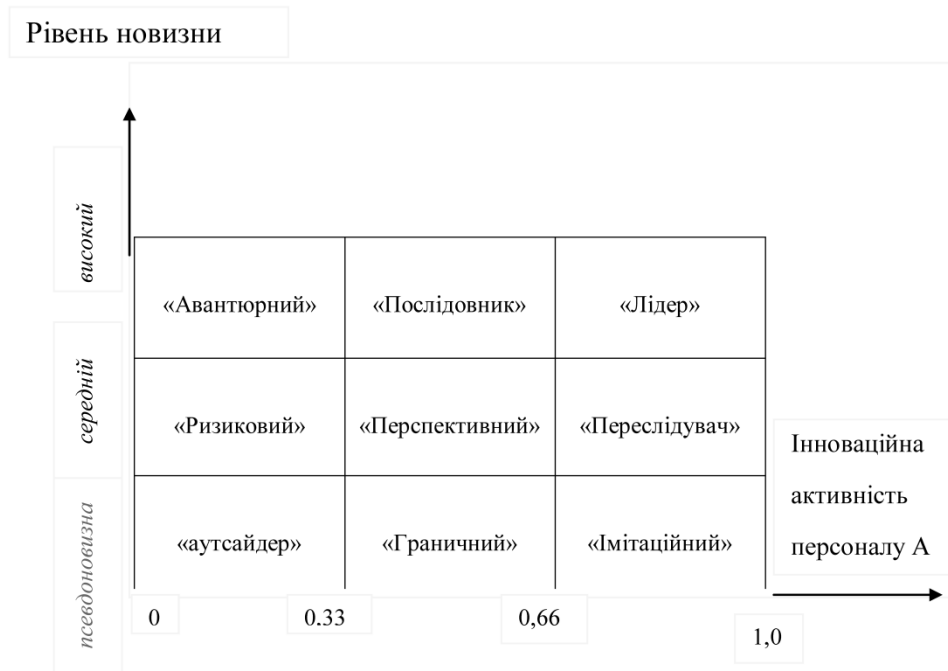 Рівень новизни
високий
«Авантюрний» «Послідовник» «Лідер»
середній
«Ризиковий» «Перспективний» «Переслідувач»
Інноваційна
активність
персоналу А
псевдоновизна
«аутсайдер» «Граничний» «Імітаційний»
0 0.33 0,66 1,0